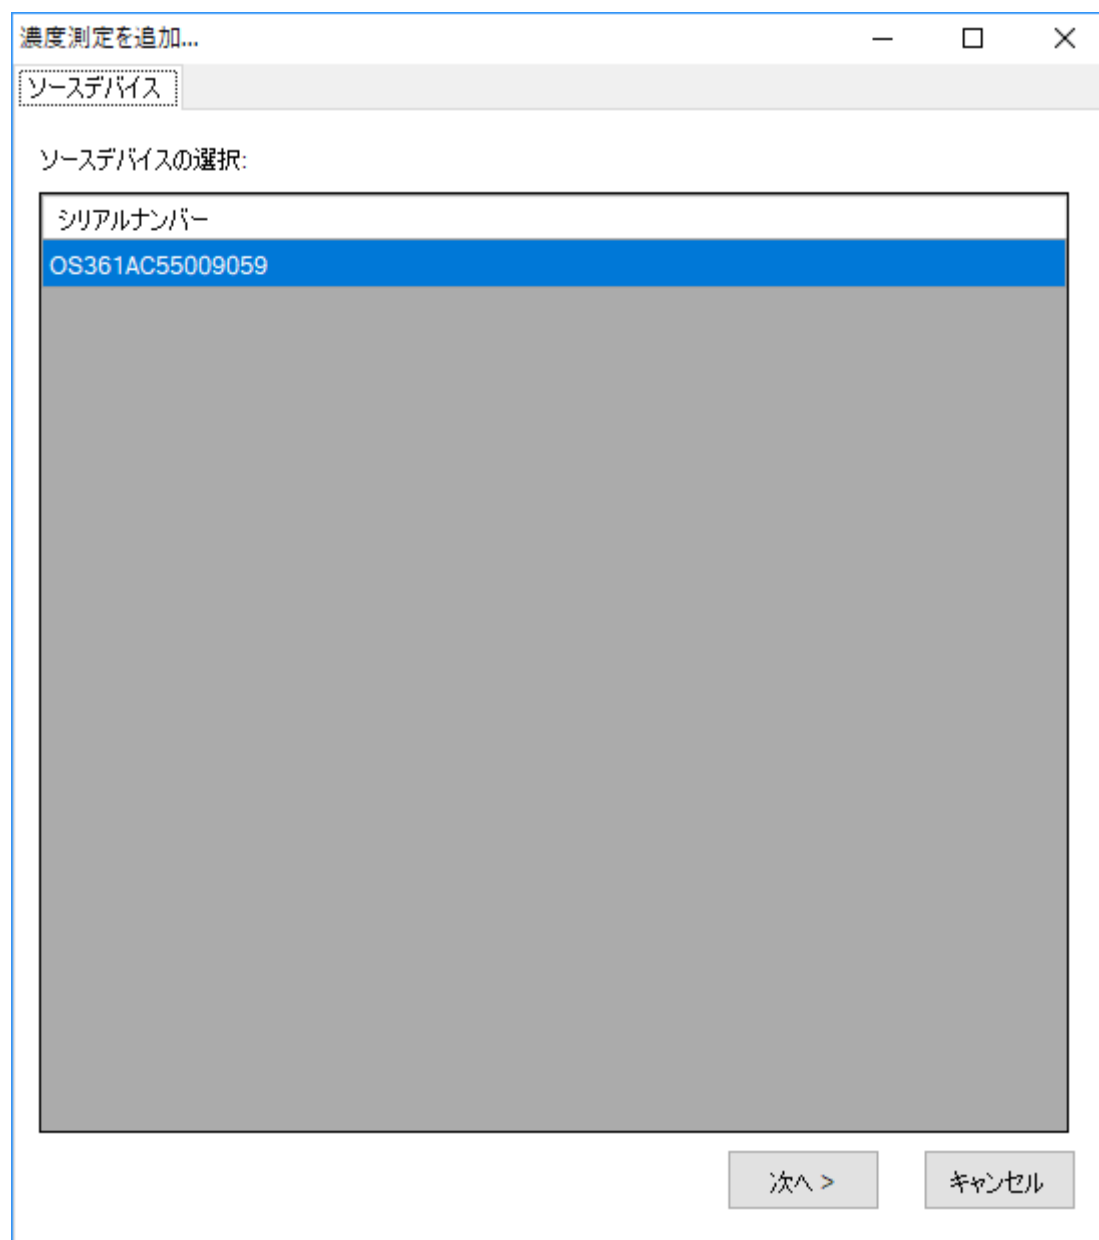 濃度測定を追加...
ソースデバイス
ソースデバイスの選択:
シリアルナンバー
OS361AC55009059
次へ >
キャンセル